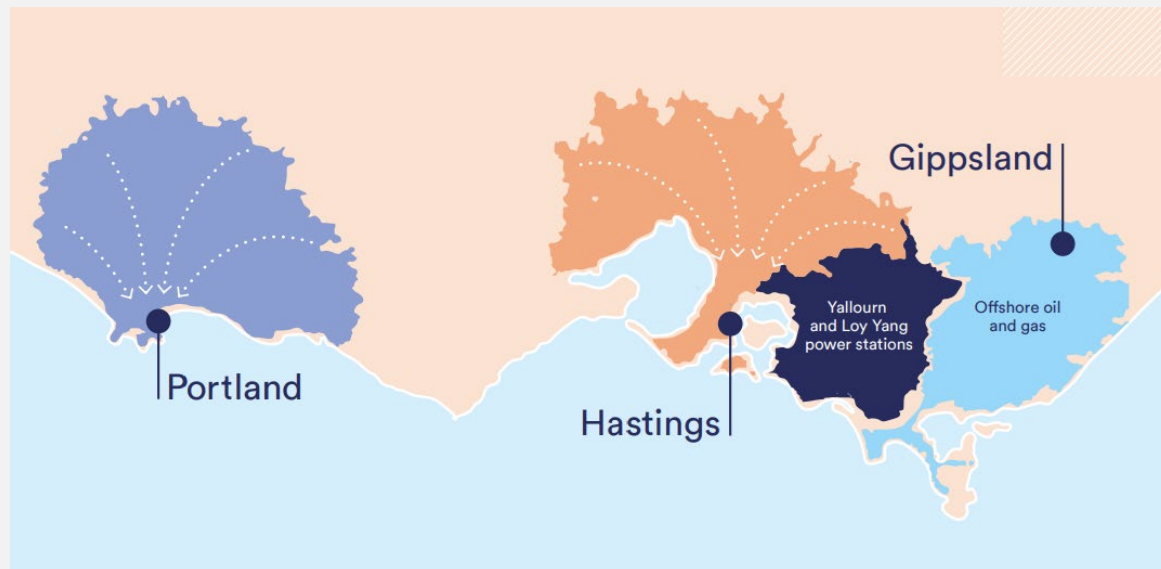 Gippsland
Yallourn
and Loy Yang
power stations
Offshore oil
and gas
Portland
Hastings